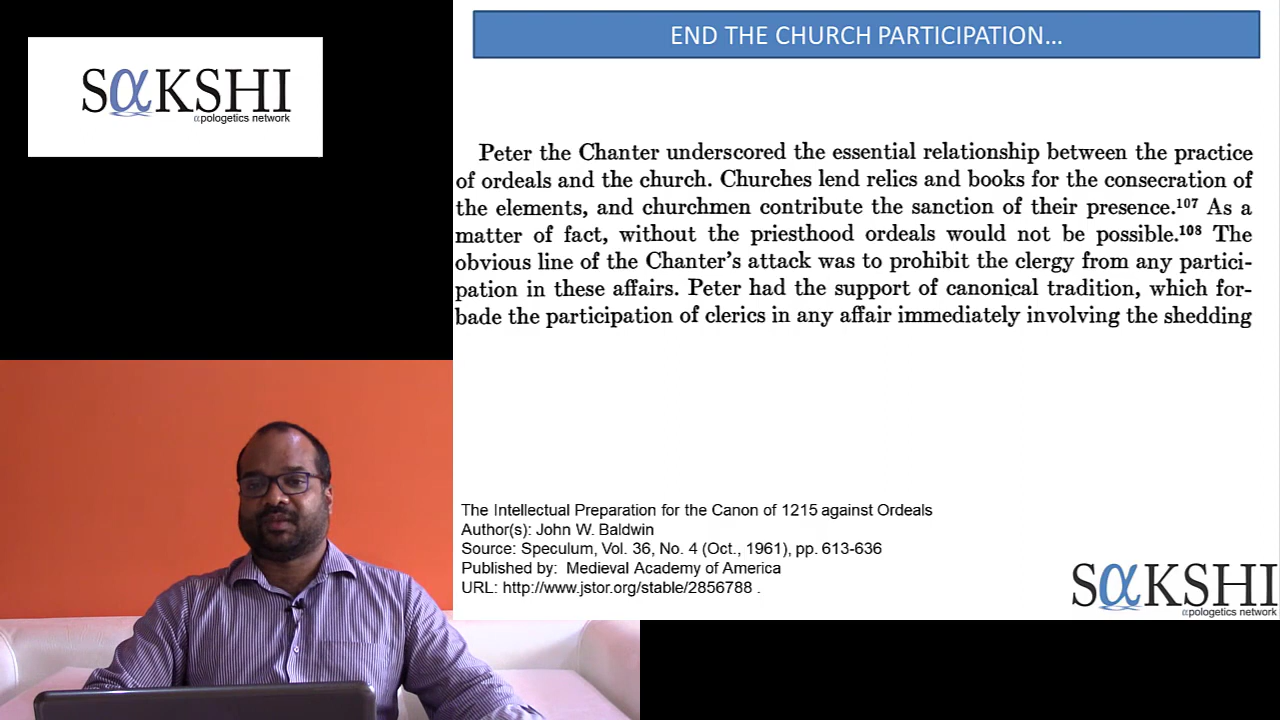 SαKSHI
αpologetics network
END THE CHURCH PARTICIPATION...
Peter the Chanter underscored the essential relationship between the practice
of ordeals and the church. Churches lend relics and books for the consecration of
the elements, and churchmen contribute the sanction of their presence.¹⁰⁷ As a
matter of fact, without the priesthood ordeals would not be possible.¹⁰⁸ The
obvious line of the Chanter's attack was to prohibit the clergy from any partici-
pation in these affairs. Peter had the support of canonical tradition, which for-
bade the participation of clerics in any affair immediately involving the shedding
The Intellectual Preparation for the Canon of 1215 against Ordeals
Author(s): John W. Baldwin
Source: Speculum, Vol. 36, No. 4 (Oct., 1961), pp. 613-636
Published by: Medieval Academy of America
URL: http://www.jstor.org/stable/2856788 .
SαKSHI
αpologetics network